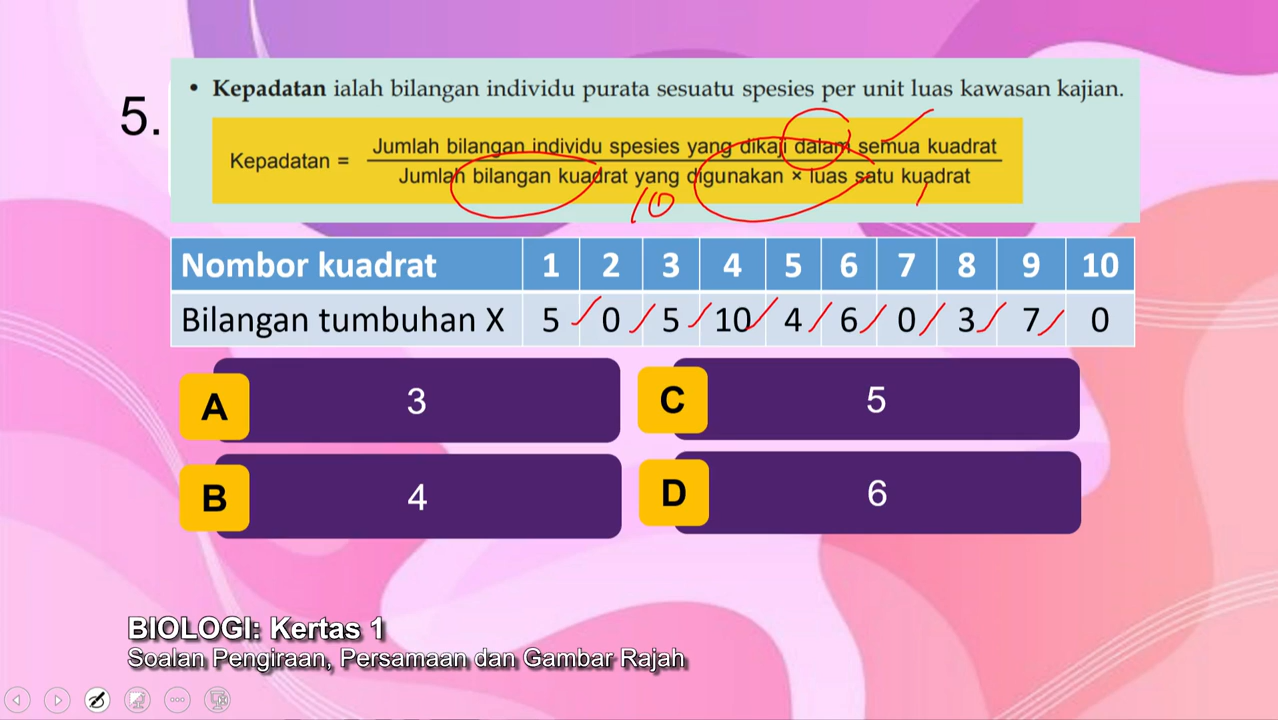 5.
• Kepadatan ialah bilangan individu purata sesuatu spesies per unit luas kawasan kajian.
Kepadatan = Jumlah bilangan individu spesies yang dikaji dalam semua kuadrat
Jumlah bilangan kuadrat yang digunakan × luas satu kuadrat
10
Nombor kuadrat 1 2 3 4 5 6 7 8 9 10
Bilangan tumbuhan X 5 0 5 10 4 6 0 3 7 0
A 3
C 5
B 4
D 6
BIOLOGI: Kertas 1
Soalan Pengiraan, Persamaan dan Gambar Rajah